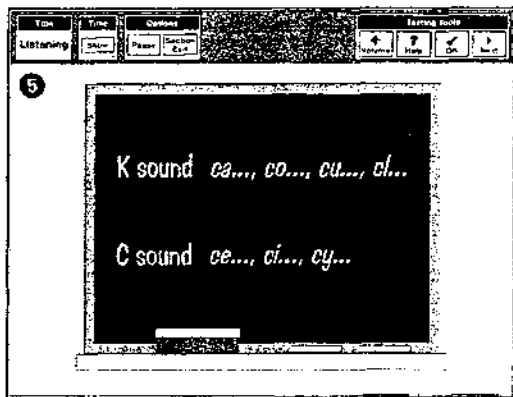 Time Options Testing Tools
Listening Show Pause Section Exit Volume Help OK Next
5
K sound ca..., co..., cu..., cl...
C sound ce..., ci..., cy...